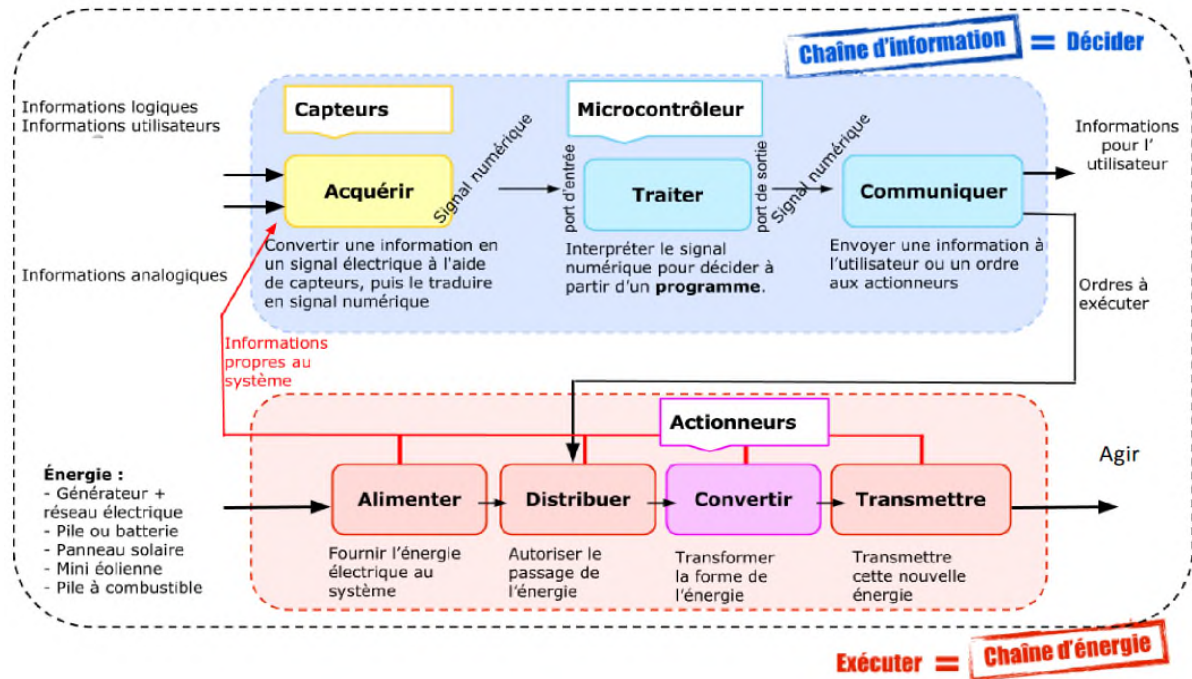 Chaîne d'information = Décider
Informations logiques
Informations utilisateurs
Informations analogiques
Capteurs
Acquérir
Convertir une information en
un signal électrique à l'aide
de capteurs, puis le traduire
en signal numérique
Signal numérique
Microcontrôleur
port d'entrée
Traiter
port de sortie
Interpréter le signal
numérique pour décider à
partir d'un programme.
Signal numérique
Communiquer
Envoyer une information à
l'utilisateur ou un ordre
aux actionneurs
Informations
pour l'
utilisateur
Ordres à
exécuter
Informations
propres au
système
Énergie :
- Générateur +
réseau électrique
- Pile ou batterie
- Panneau solaire
- Mini éolienne
- Pile à combustible
Alimenter
Fournir l'énergie
électrique au
système
Distribuer
Autoriser le
passage de
l'énergie
Actionneurs
Convertir
Transformer
la forme de
l'énergie
Transmettre
Transmettre
cette nouvelle
énergie
Agir
Exécuter = Chaîne d'énergie